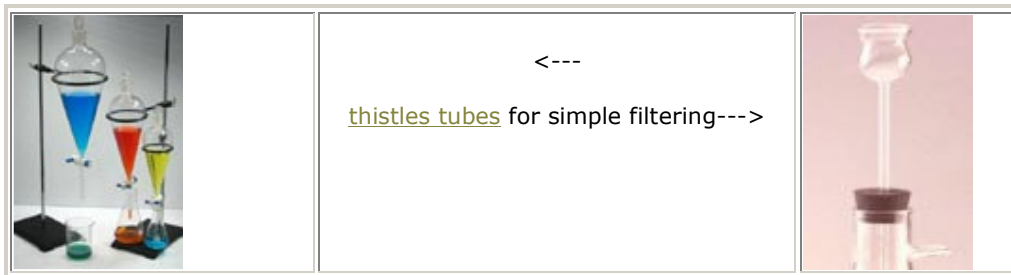 <---
thistles tubes for simple filtering--->